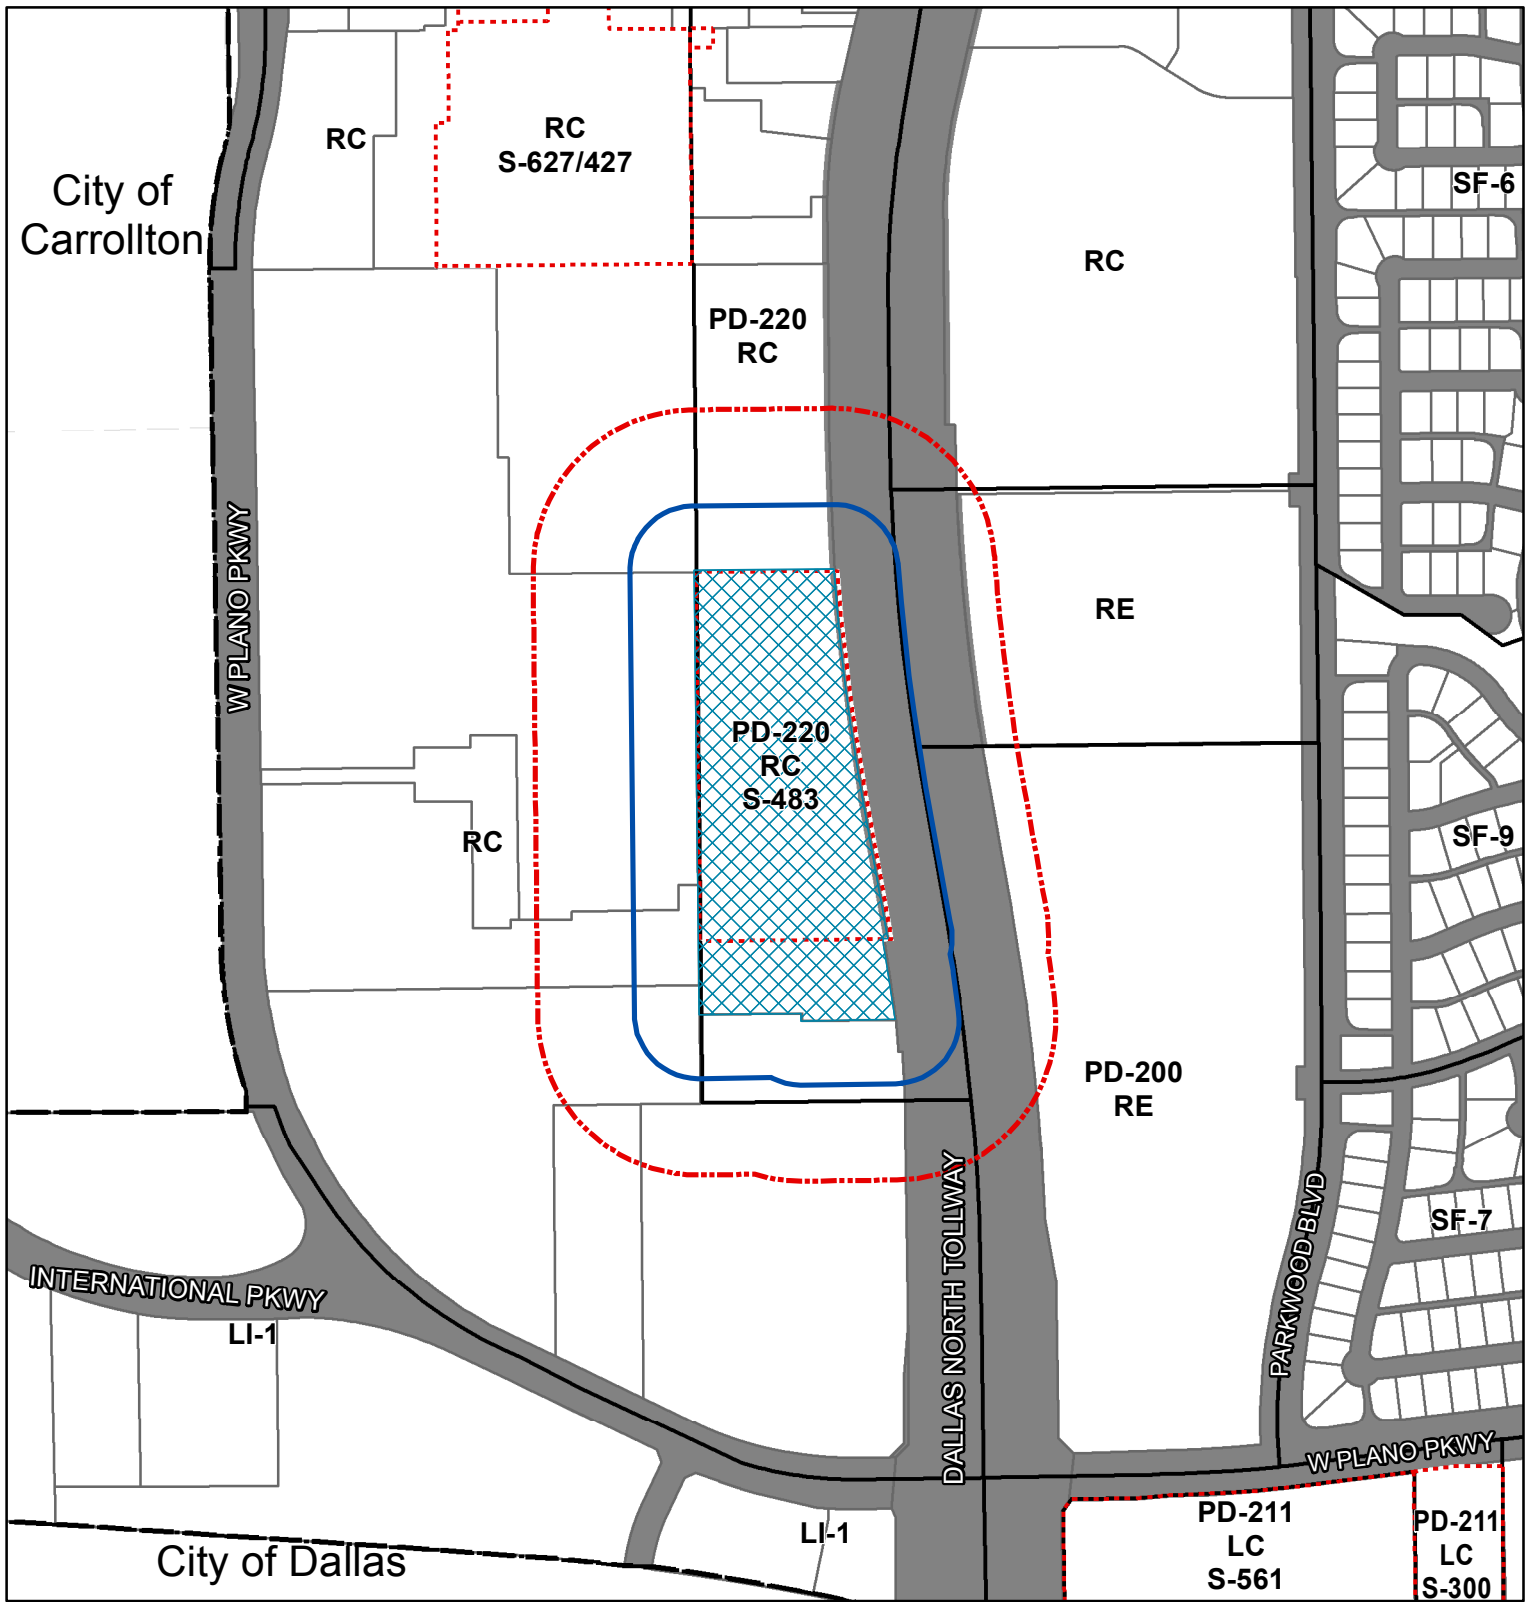 RC
RC
S-627/427
City of
Carrollton
SF-6
RC
PD-220
RC
W PLANO PKWY
RE
PD-220
RC
S-483
RC
SF-9
PD-200
RE
SF-7
PARKWOOD BLVD
DALLAS NORTH TOLLWAY
INTERNATIONAL PKWY
LI-1
W PLANO PKWY
PD-211
LC
S-561
PD-211
LC
S-300
LI-1
City of Dallas